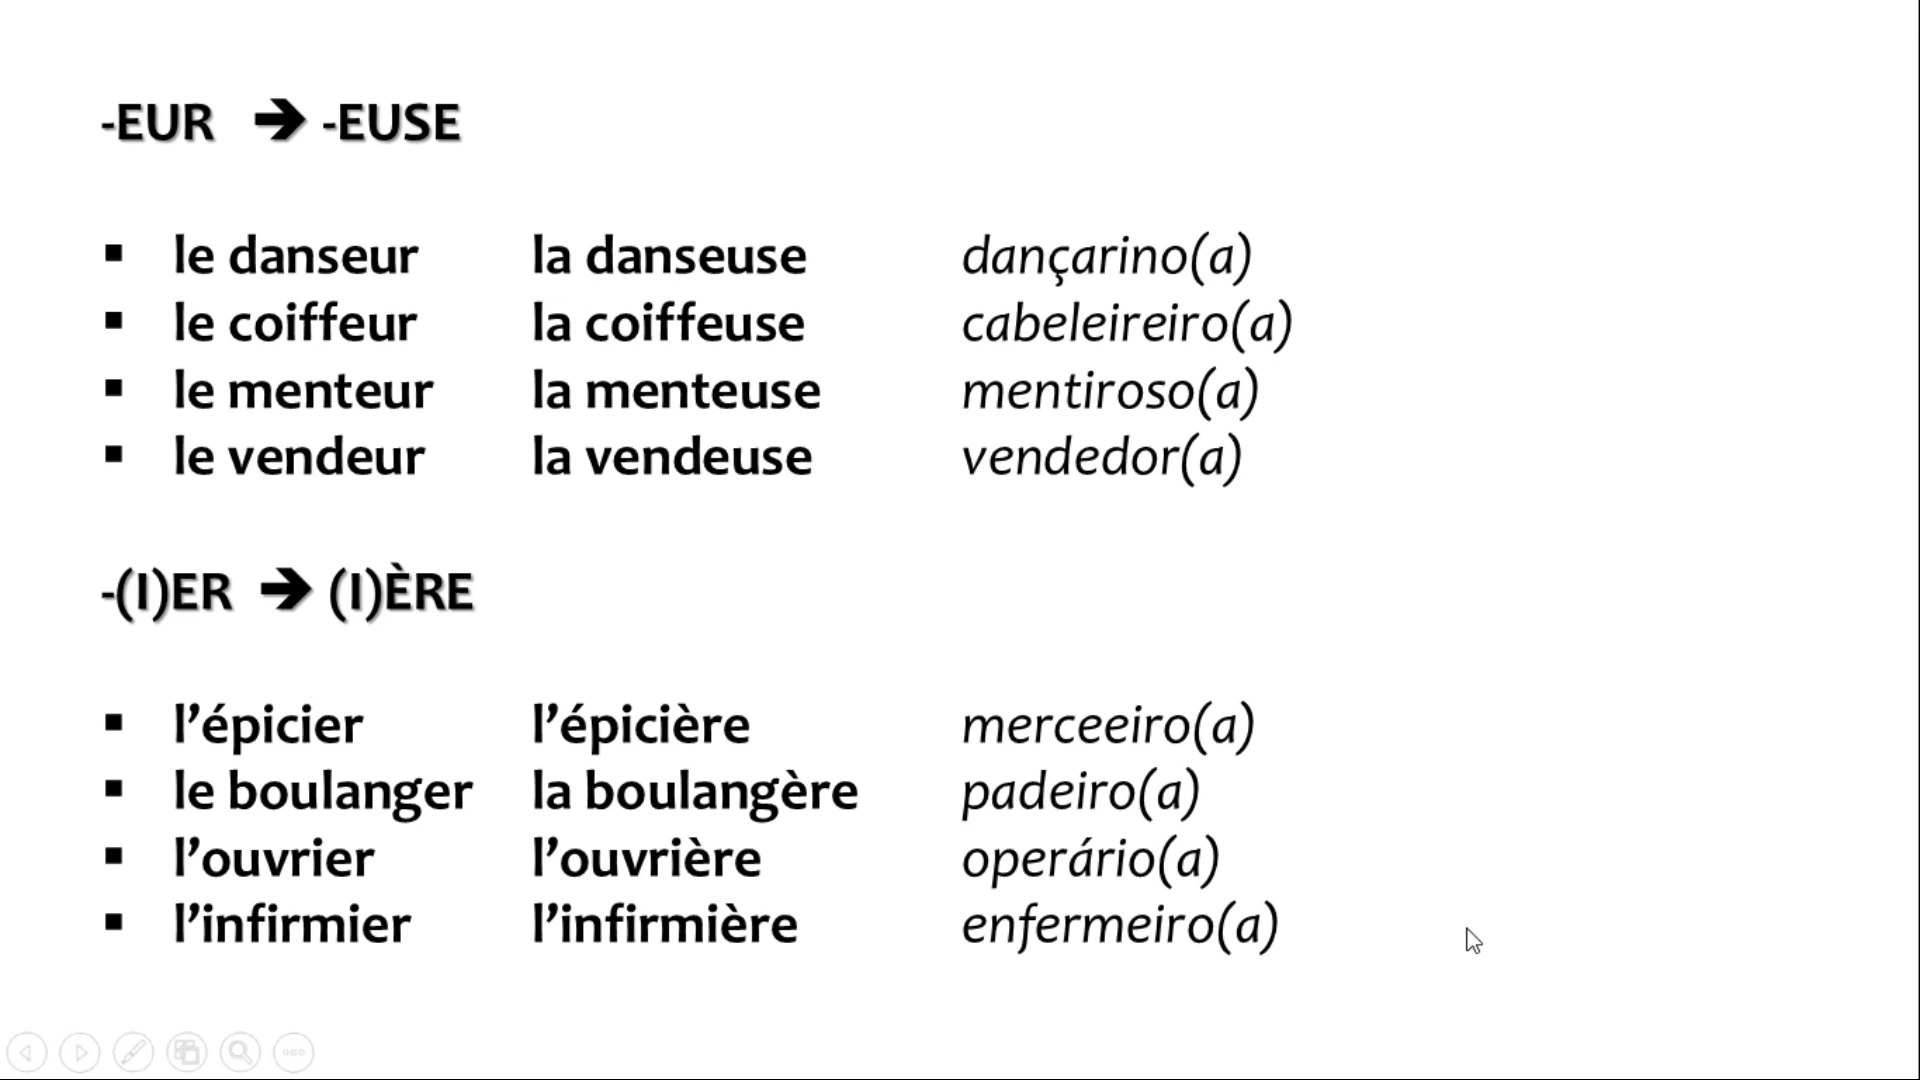 -EUR ➔ -EUSE
▪ le danseur la danseuse dançarino(a)
▪ le coiffeur la coiffeuse cabeleireiro(a)
▪ le menteur la menteuse mentiroso(a)
▪ le vendeur la vendeuse vendedor(a)
-(I)ER ➔ (I)ÈRE
▪ l’épicier l’épicière merceeiro(a)
▪ le boulanger la boulangère padeiro(a)
▪ l’ouvrier l’ouvrière operário(a)
▪ l’infirmier l’infirmière enfermeiro(a)